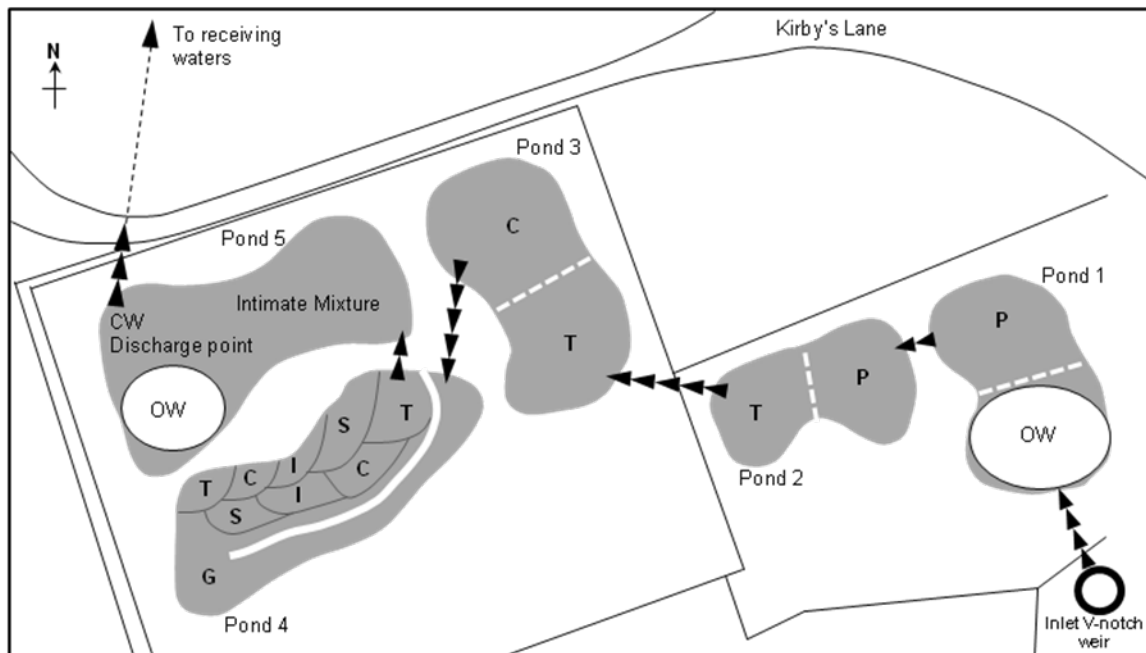 To receiving
waters
N
Kirby's Lane
Pond 3
C
T
Pond 5
Intimate Mixture
CW
Discharge point
OW
Pond 1
P
OW
P
T
Pond 2
T
S
I
C
T
C
I
S
G
Pond 4
Inlet V-notch
weir